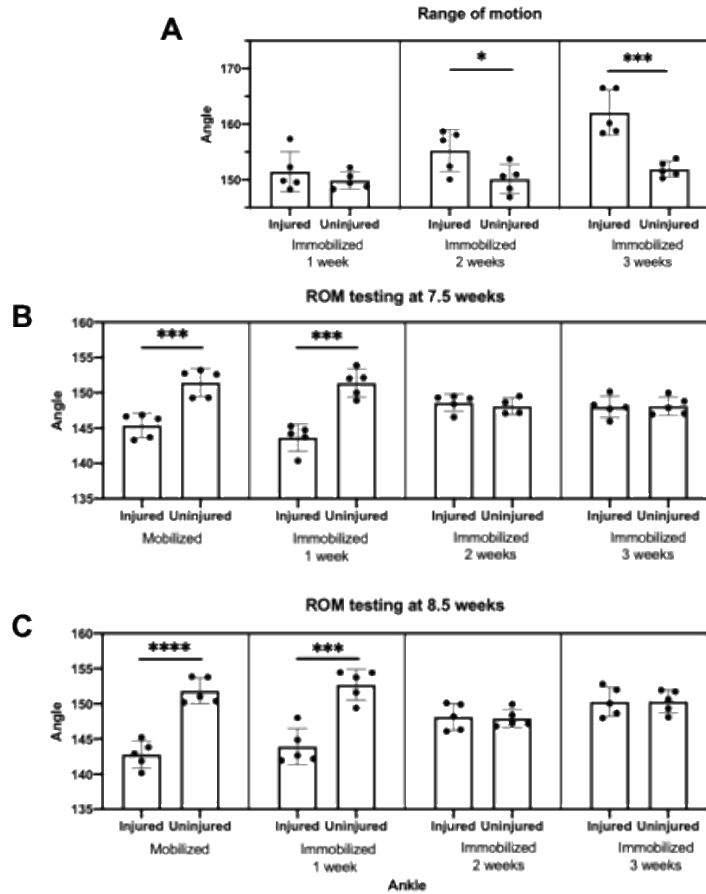 A
Range of motion
*
***
Angle
170
160
150
Injured Uninjured Injured Uninjured Injured Uninjured
Immobilized Immobilized Immobilized
1 week 2 weeks 3 weeks
B
ROM testing at 7.5 weeks
***
***
Angle
160
155
150
145
140
135
Injured Uninjured Injured Uninjured Injured Uninjured Injured Uninjured
Mobilized Immobilized Immobilized Immobilized
1 week 2 weeks 3 weeks
C
ROM testing at 8.5 weeks
****
***
Angle
160
155
150
145
140
135
Injured Uninjured Injured Uninjured Injured Uninjured Injured Uninjured
Mobilized Immobilized Immobilized Immobilized
1 week 2 weeks 3 weeks
Ankle